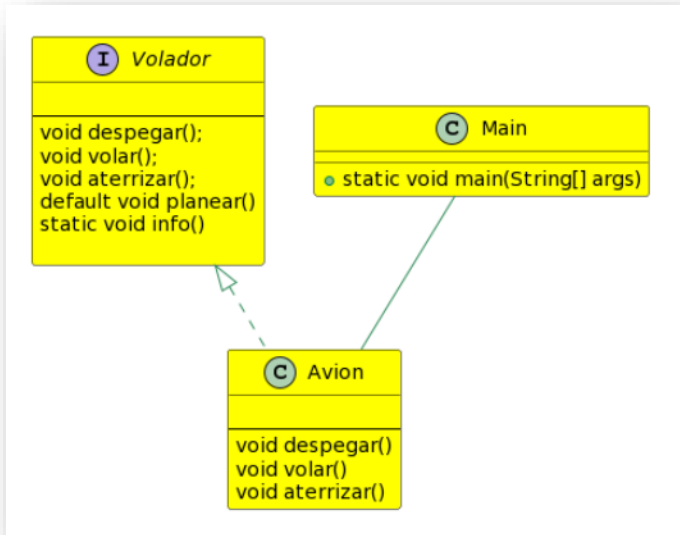 I Volador
void despegar();
void volar();
void aterrizar();
default void planear()
static void info()
C Main
static void main(String[] args)
C Avion
void despegar()
void volar()
void aterrizar()